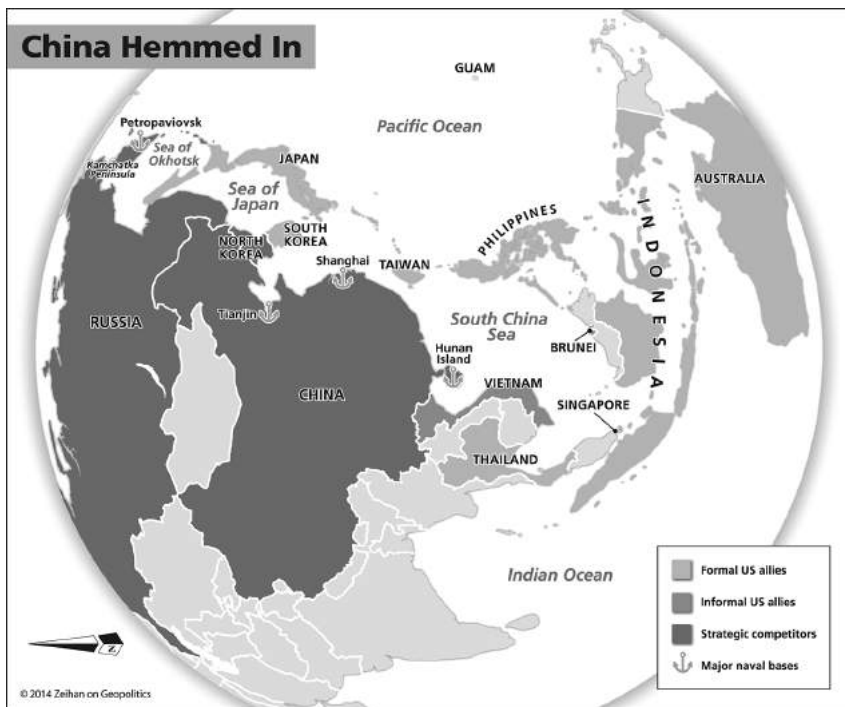 China Hemmed In
GUAM
Petropaviovsk
Pacific Ocean
Sea of
Okhotsk
Kamchatka
Peninsula
JAPAN
AUSTRALIA
Sea of
Japan
SOUTH
KOREA
NORTH
KOREA
PHILIPPINES
INDONESIA
Shanghai
TAIWAN
Tianjin
RUSSIA
South China
Sea
BRUNEI
Hunan
Island
VIETNAM
CHINA
SINGAPORE
THAILAND
Indian Ocean
Formal US allies
Informal US allies
Strategic competitors
Major naval bases
N
© 2014 Zeihan on Geopolitics